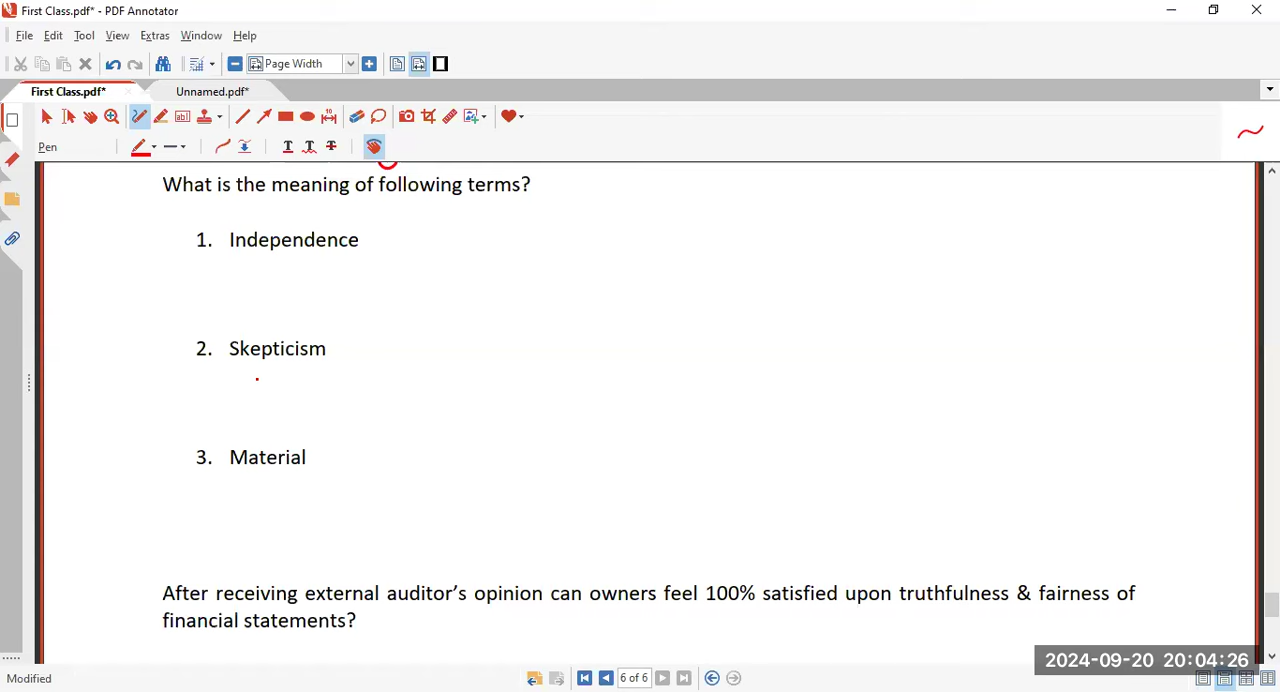 First Class.pdf* - PDF Annotator
File Edit Tool View Extras Window Help
Page Width
First Class.pdf* Unnamed.pdf*
Pen
What is the meaning of following terms?
1. Independence
2. Skepticism
3. Material
After receiving external auditor's opinion can owners feel 100% satisfied upon truthfulness & fairness of
financial statements?
2024-09-20 20:04:26
Modified
6 of 6